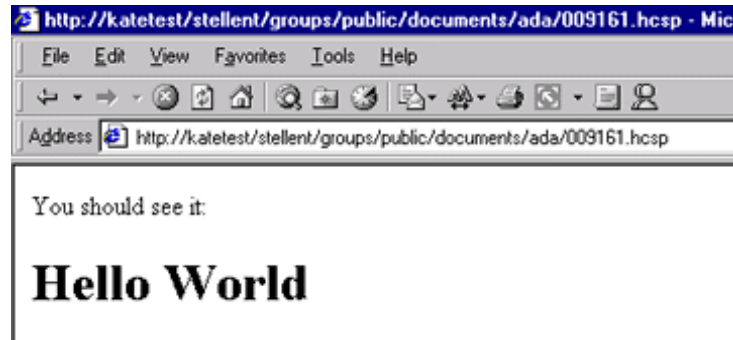 http://katetest/stellent/groups/public/documents/ada/009161.hcsp - Mic
File Edit View Favorites Tools Help
Address http://katetest/stellent/groups/public/documents/ada/009161.hcsp
You should see it:
Hello World